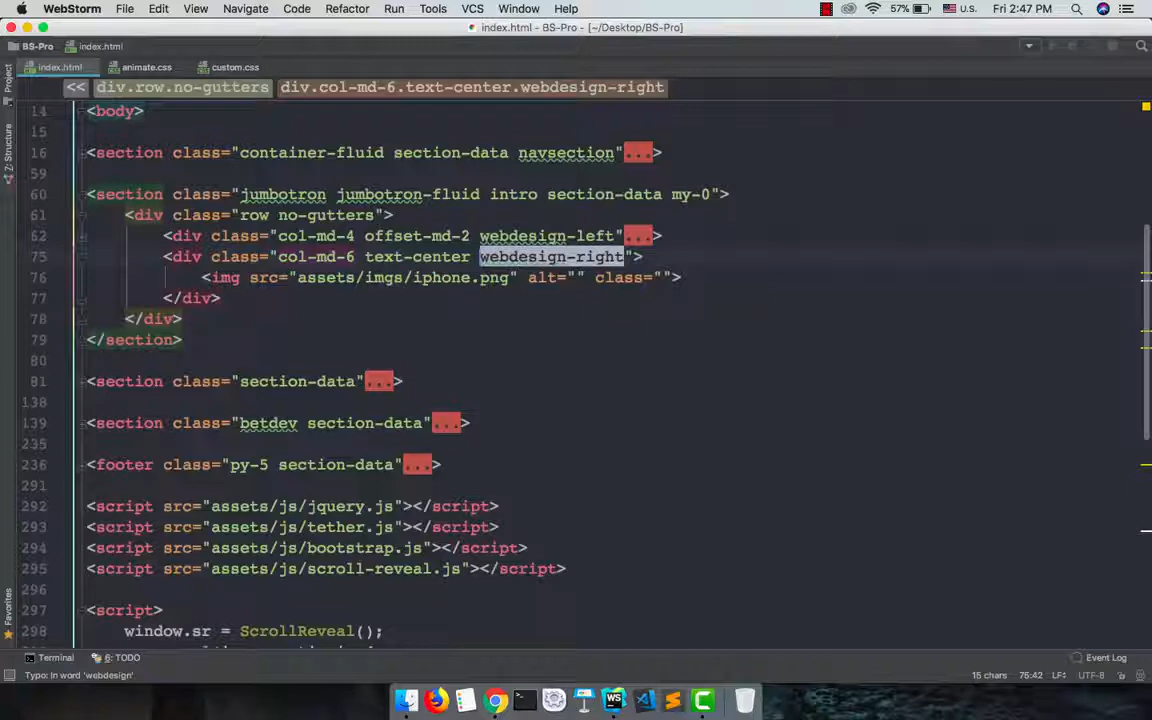 WebStorm File Edit View Navigate Code Refactor Run Tools VCS Window Help 57% U.S. Fri 2:47 PM
index.html - BS-Pro - [~/Desktop/BS-Pro]
BS-Pro index.html
index.html animate.css custom.css
<< div.row.no-gutters div.col-md-6.text-center.webdesign-right
Project
Z: Structure
Favorites
14 <body>
15
16 <section class="container-fluid section-data navsection"...>
59
60 <section class="jumbotron jumbotron-fluid intro section-data my-0">
61 <div class="row no-gutters">
62 <div class="col-md-4 offset-md-2 webdesign-left"...>
75 <div class="col-md-6 text-center webdesign-right">
76 <img src="assets/imgs/iphone.png" alt="" class="">
77 </div>
78 </div>
79 </section>
80
81 <section class="section-data"...>
138
139 <section class="betdev section-data"...>
235
236 <footer class="py-5 section-data"...>
291
292 <script src="assets/js/jquery.js"></script>
293 <script src="assets/js/tether.js"></script>
294 <script src="assets/js/bootstrap.js"></script>
295 <script src="assets/js/scroll-reveal.js"></script>
296
297 <script>
298 window.sr = ScrollReveal();
Terminal 6: TODO Event Log
Typo: In word 'webdesign' 15 chars 75:42 LF÷ UTF-8÷
WS